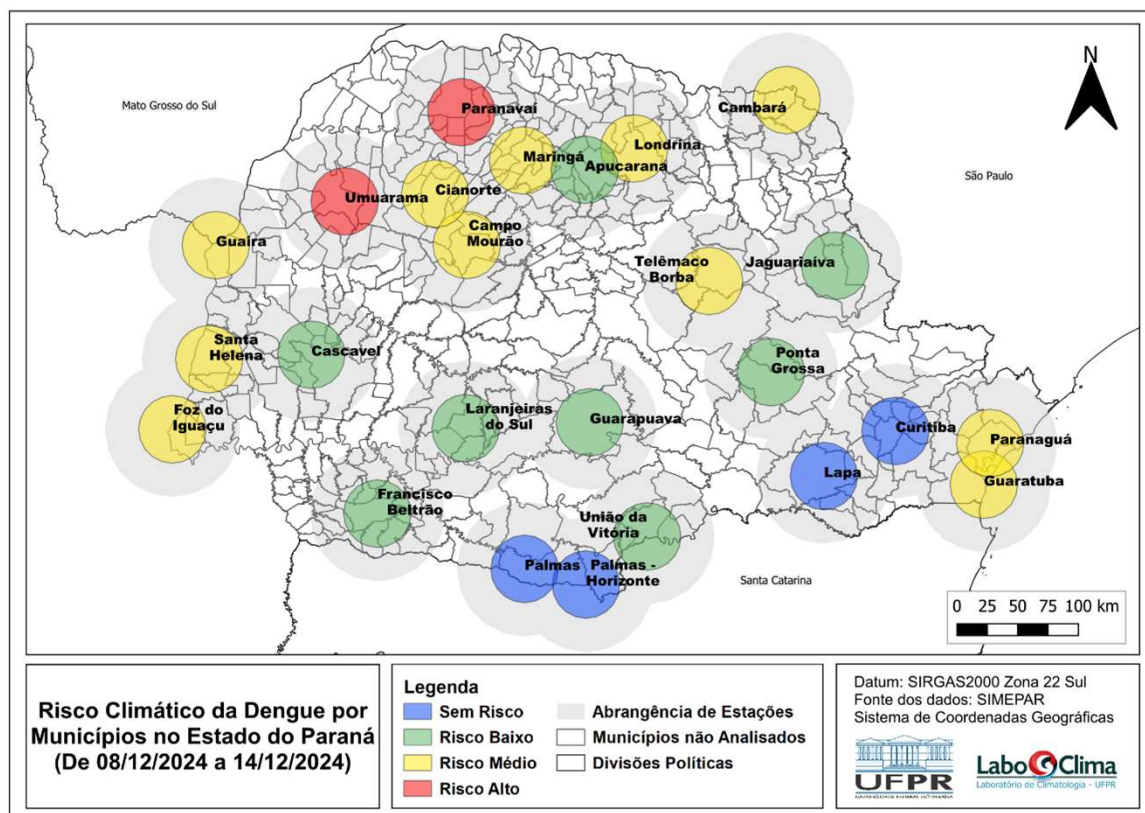 Mato Grosso do Sul
N
Paranavaí
Cambará
Londrina
Maringá
Apucarana
São Paulo
Cianorte
Umuarama
Campo
Mourão
Guaíra
Telêmaco
Borba
Jaguariaíva
Santa
Helena
Cascavel
Ponta
Grossa
Foz do
Iguaçu
Laranjeiras
do Sul
Guarapuava
Curitiba
Paranaguá
Lapa
Guaratuba
Francisco
Beltrão
União da
Vitória
Palmas
Palmas -
Horizonte
Santa Catarina
0 25 50 75 100 km
Risco Climático da Dengue por
Municípios no Estado do Paraná
(De 08/12/2024 a 14/12/2024)
Legenda
Sem Risco
Risco Baixo
Risco Médio
Risco Alto
Abrangência de Estações
Municípios não Analisados
Divisões Políticas
Datum: SIRGAS2000 Zona 22 Sul
Fonte dos dados: SIMEPAR
Sistema de Coordenadas Geográficas
UFPR
UNIVERSIDADE FEDERAL DO PARANÁ
LaboClima
Laboratório de Climatologia - UFPR